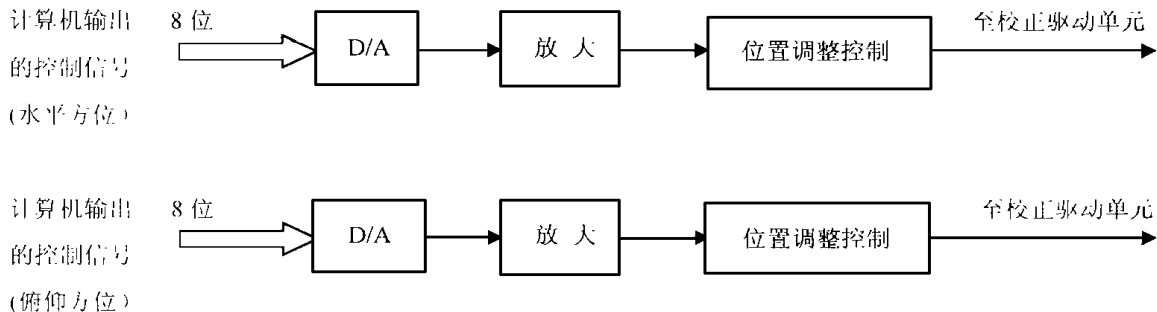 计算机输出 8位 至校正驱动单元
的控制信号 D/A 放 大 位置调整控制
(水平方位)
计算机输出 8位 至校正驱动单元
的控制信号 D/A 放 大 位置调整控制
(俯仰方位)